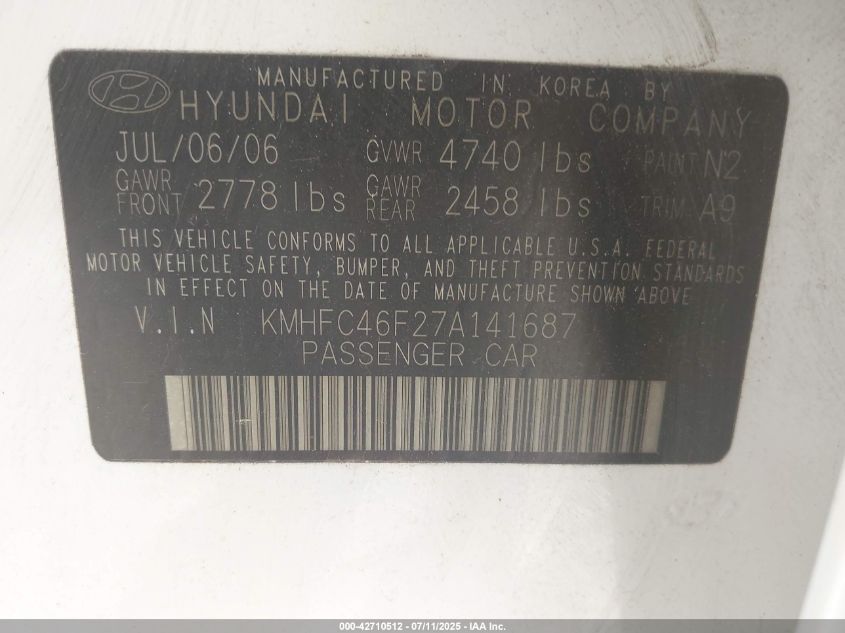 MANUFACTURED IN KOREA BY
HYUNDAI MOTOR COMPANY
JUL/06/06 GVWR 4740 lbs PAINT N2
GAWR FRONT 2778 lbs GAWR REAR 2458 lbs TRIM A9
THIS VEHICLE CONFORMS TO ALL APPLICABLE U.S.A. FEDERAL
MOTOR VEHICLE SAFETY, BUMPER, AND THEFT PREVENTION STANDARDS
IN EFFECT ON THE DATE OF MANUFACTURE SHOWN ABOVE
V.I.N KMHFC46F27A141687
PASSENGER CAR
000-42710512 - 07/11/2025 - IAA Inc.